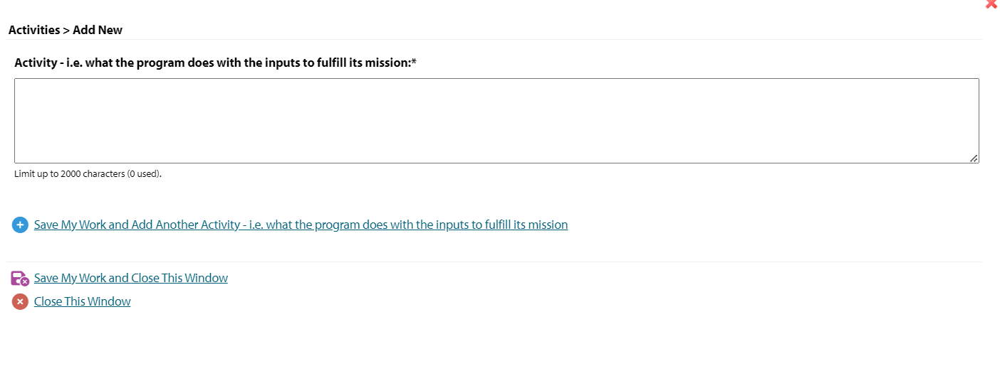 Activities > Add New
Activity - i.e. what the program does with the inputs to fulfill its mission:*
Limit up to 2000 characters (0 used).
Save My Work and Add Another Activity - i.e. what the program does with the inputs to fulfill its mission
Save My Work and Close This Window
Close This Window